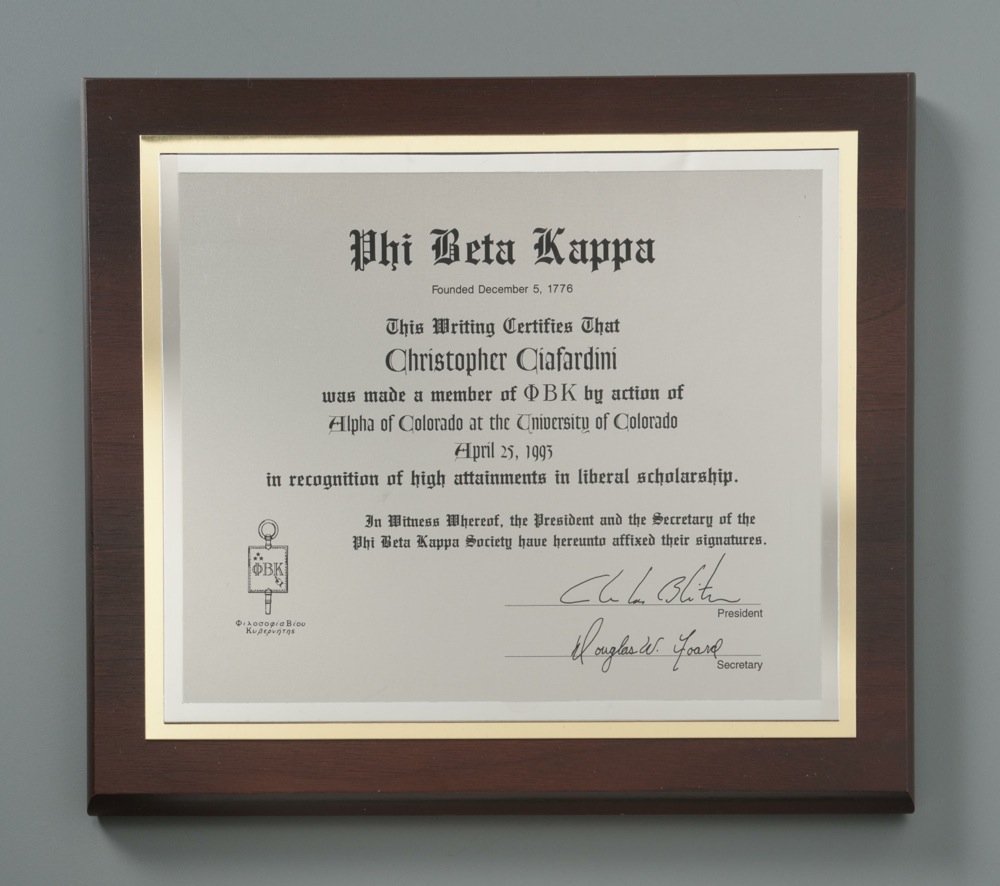 Phi Beta Kappa
Founded December 5, 1776
This Writing Certifies That
Christopher Ciafardini
was made a member of ΦΒΚ by action of
Alpha of Colorado at the University of Colorado
April 25, 1993
in recognition of high attainments in liberal scholarship.
In Witness Whereof, the President and the Secretary of the
Phi Beta Kappa Society have hereunto affixed their signatures.
ΦΒΚ
Φιλοσοφία Βίου
Κυβερνήτης
President
Douglas W. Foard
Secretary